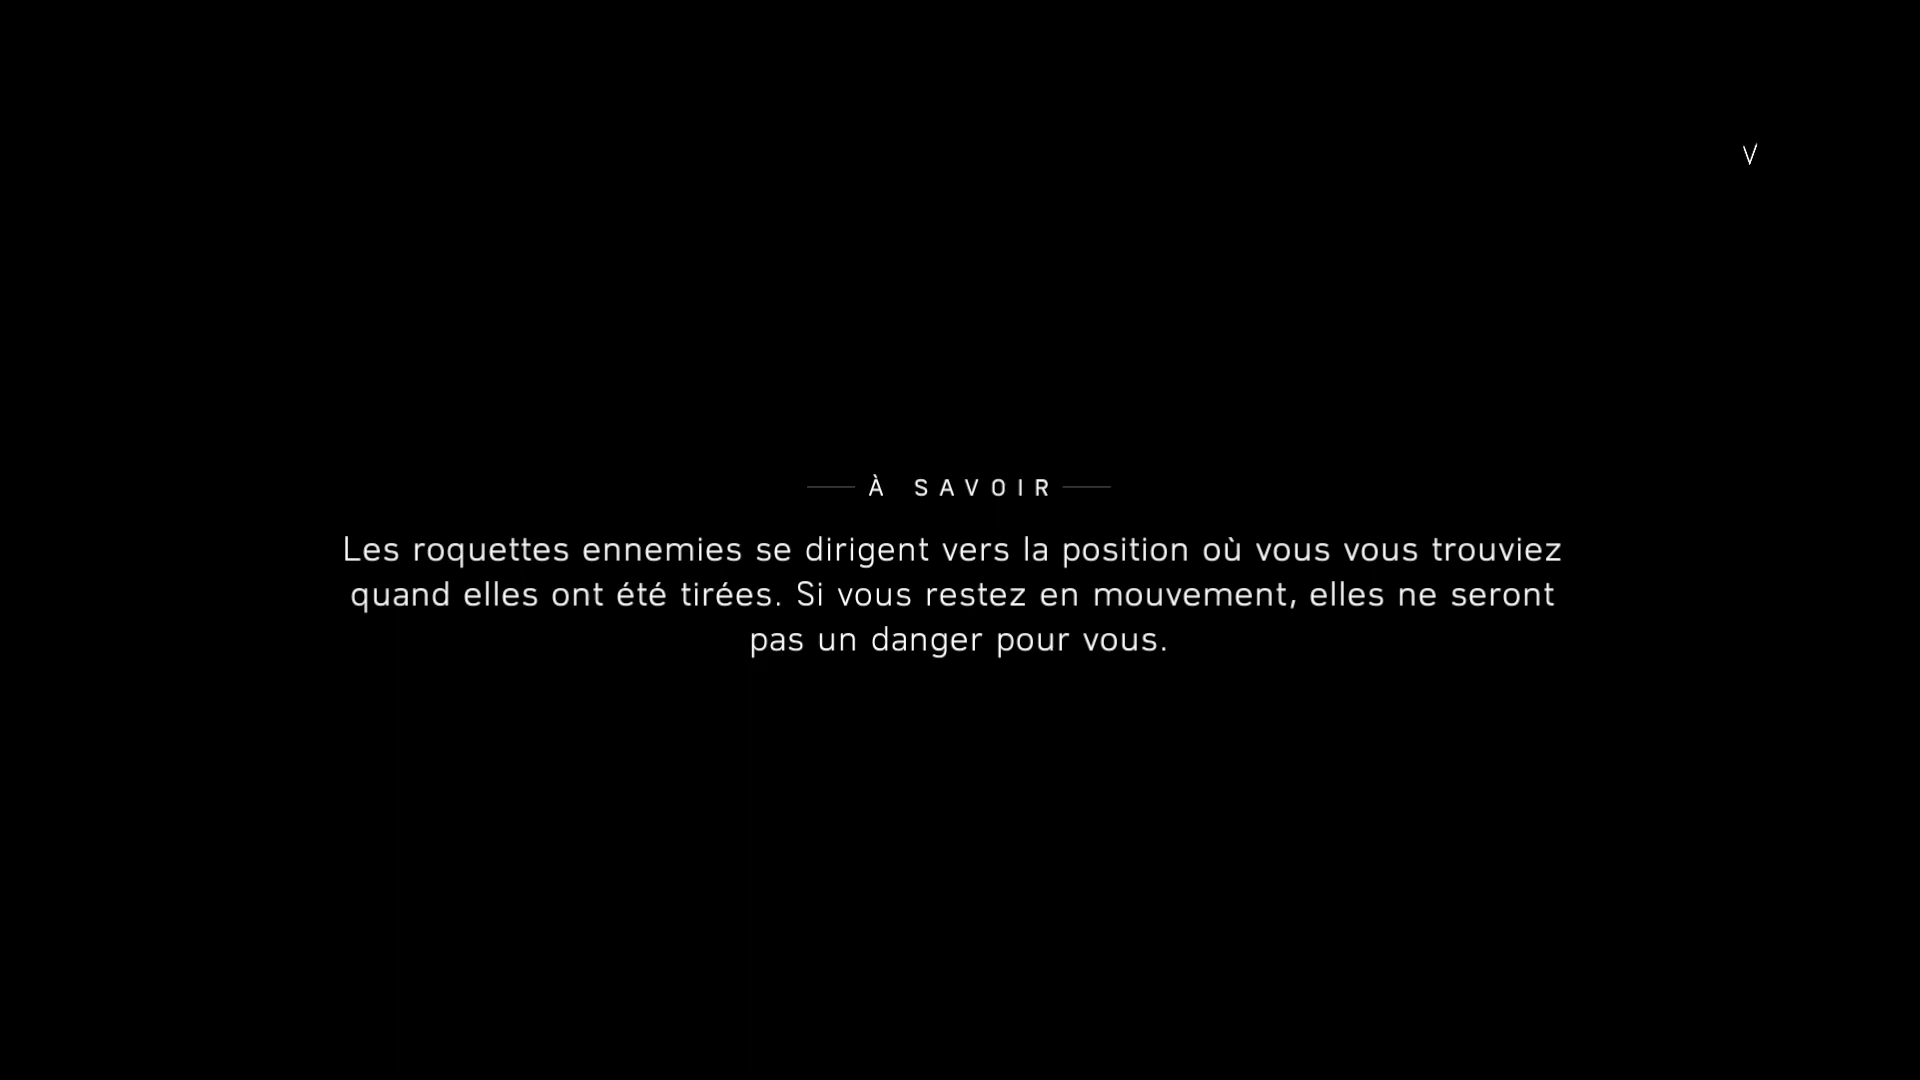 V
À SAVOIR
Les roquettes ennemies se dirigent vers la position où vous vous trouviez
quand elles ont été tirées. Si vous restez en mouvement, elles ne seront
pas un danger pour vous.